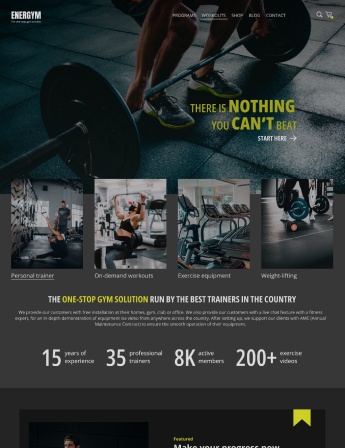 ENERGYM
PROGRAMS WORKOUTS SHOP BLOG CONTACT
THERE IS NOTHING
YOU CAN'T BEAT
START HERE →
Personal trainer
On-demand workouts
Exercise equipment
Weight-lifting
THE ONE-STOP GYM SOLUTION RUN BY THE BEST TRAINERS IN THE COUNTRY
We provide our customers with free installation at their homes, gym, club or office. We also provide our customers with a live chat feature with a fitness
expert, for an in-depth demonstration of equipment via video from anywhere across the country. After setting up, we support our clients with AMC (Annual
Maintenance Contract) to ensure the smooth operation of their equipment.
15 years of experience
35 professional trainers
8K active members
200+ exercise videos
Featured
Make your progress now